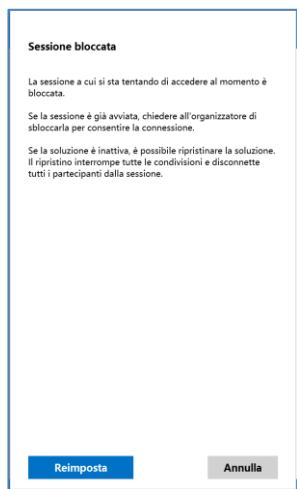 Sessione bloccata
La sessione a cui si sta tentando di accedere al momento è
bloccata.
Se la sessione è già avviata, chiedere all'organizzatore di
sbloccarla per consentire la connessione.
Se la soluzione è inattiva, è possibile ripristinare la soluzione.
Il ripristino interrompe tutte le condivisioni e disconnette
tutti i partecipanti dalla sessione.
Reimposta
Annulla